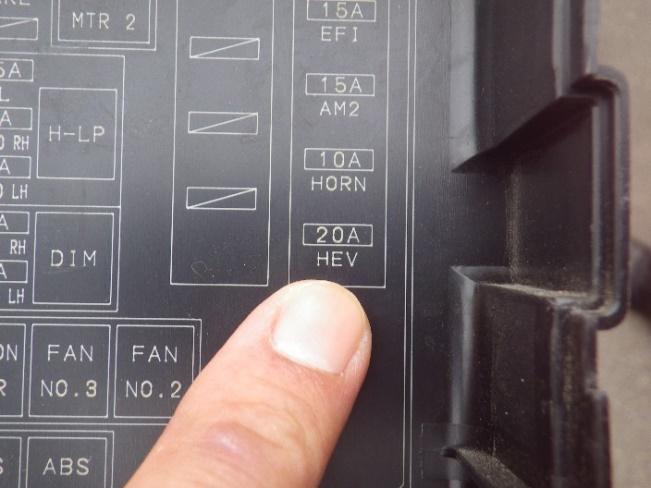 MTR 2
15A
EFI
15A
AM2
H-LP
RH
10A
HORN
LH
20A
HEV
DIM
RH
LH
FAN
NO.3
FAN
NO.2
ABS